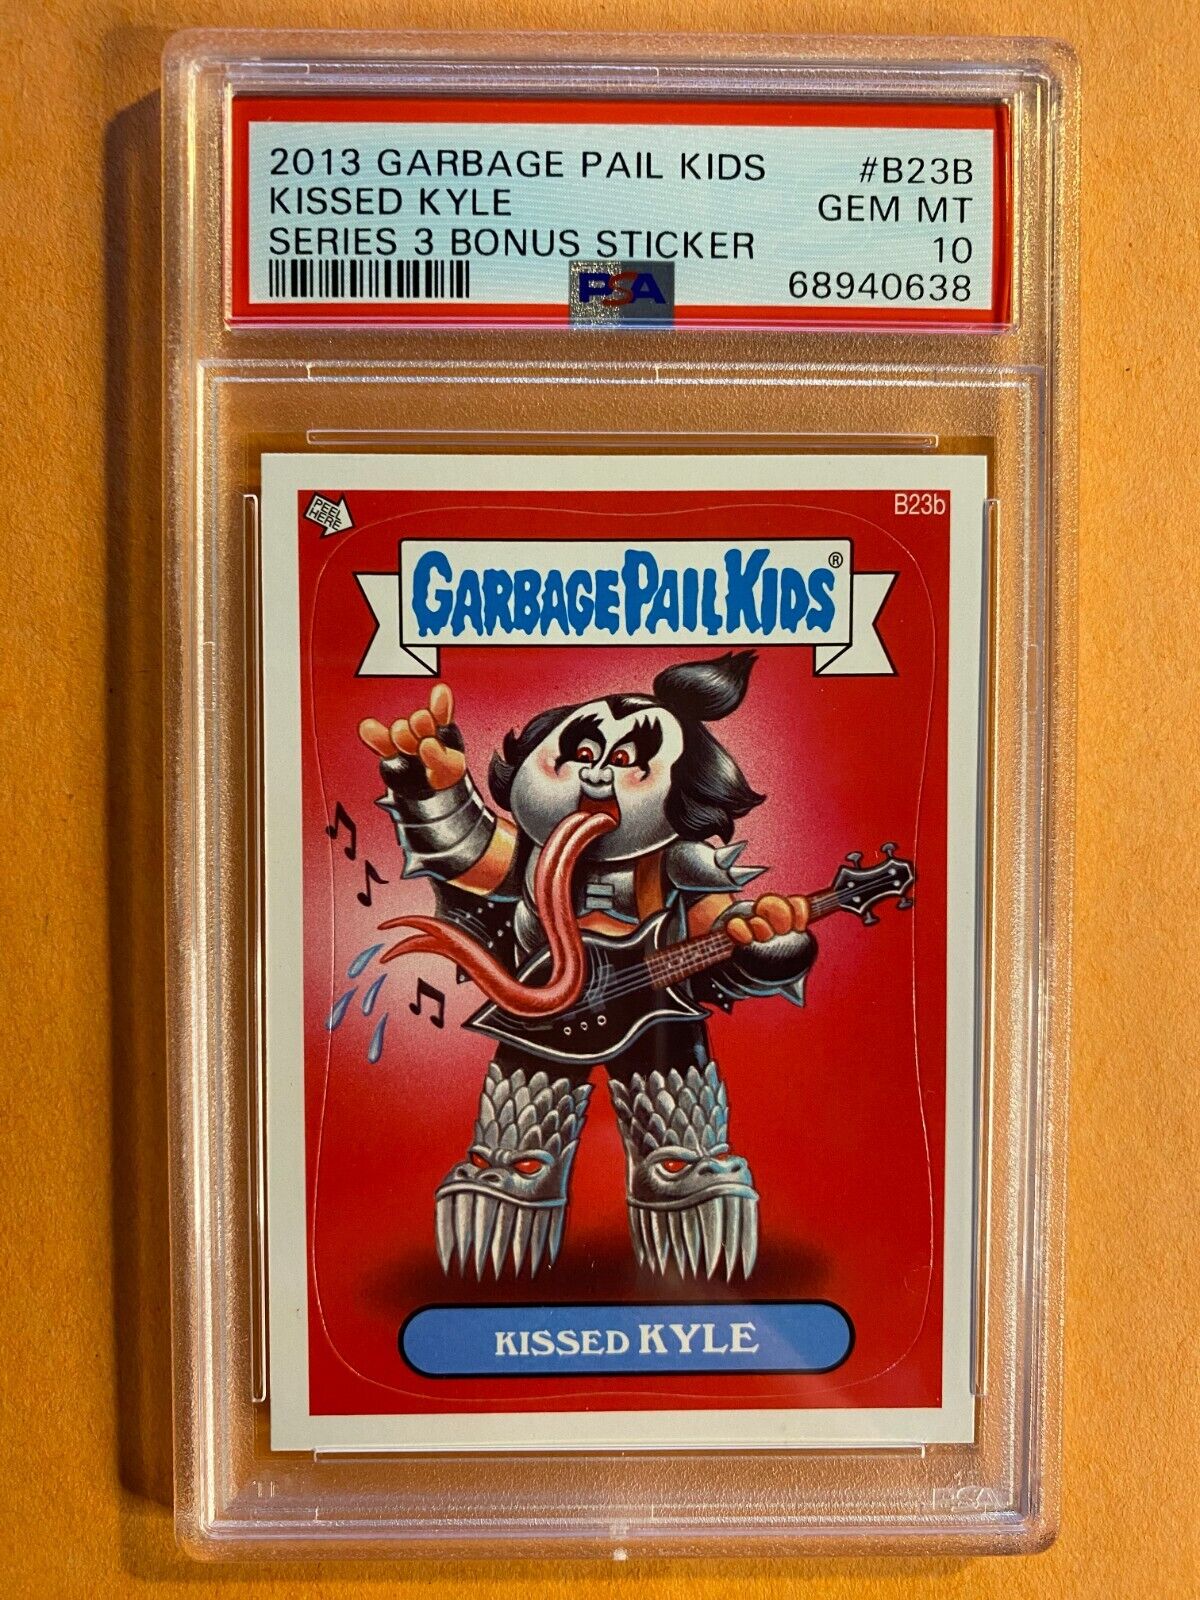 2013 GARBAGE PAIL KIDS #B23B
KISSED KYLE GEM MT
SERIES 3 BONUS STICKER 10
PSA 68940638
PEEL HERE
B23b
GARBAGE PAIL KIDS®
KISSED KYLE
PSA